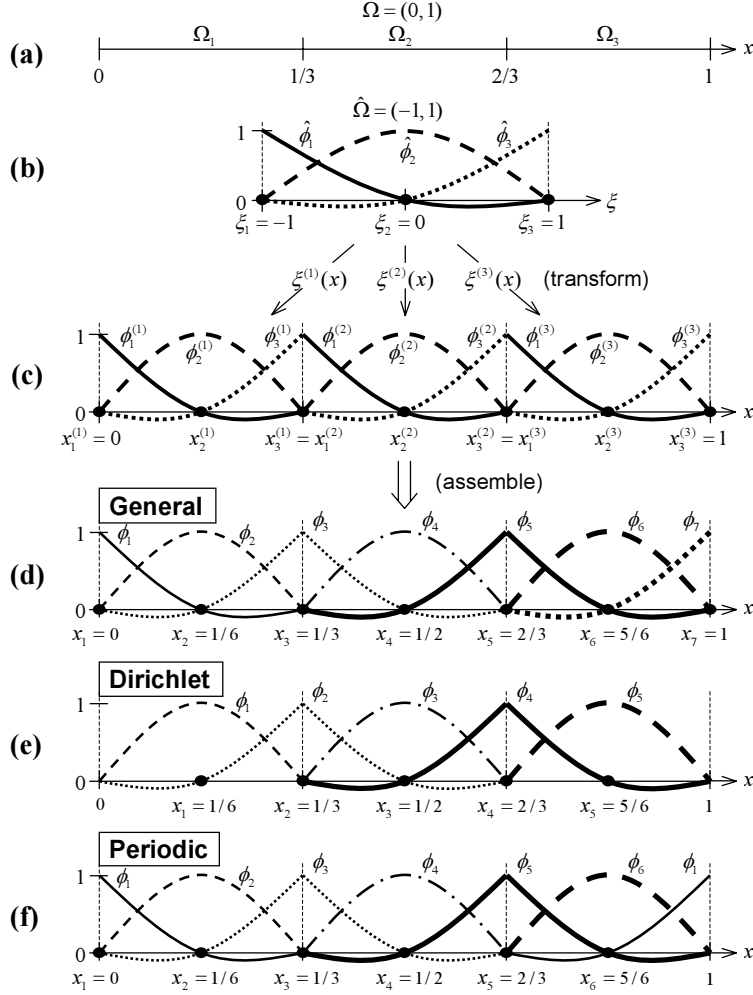 Ω = (0,1)
(a) Ω₁ Ω₂ Ω₃ x
0 1/3 2/3 1
Ω̂ = (−1,1)
(b) 1 ϕ̂₁ ϕ̂₂ ϕ̂₃
0 ξ
ξ₁ = −1 ξ₂ = 0 ξ₃ = 1
ξ⁽¹⁾(x) ξ⁽²⁾(x) ξ⁽³⁾(x) (transform)
(c) 1 ϕ₁⁽¹⁾ ϕ₂⁽¹⁾ ϕ₃⁽¹⁾ ϕ₁⁽²⁾ ϕ₂⁽²⁾ ϕ₃⁽²⁾ ϕ₁⁽³⁾ ϕ₂⁽³⁾ ϕ₃⁽³⁾
0 x
x₁⁽¹⁾ = 0 x₂⁽¹⁾ x₃⁽¹⁾ = x₁⁽²⁾ x₂⁽²⁾ x₃⁽²⁾ = x₁⁽³⁾ x₂⁽³⁾ x₃⁽³⁾ = 1
(assemble)
General
(d) 1 ϕ₁ ϕ₂ ϕ₃ ϕ₄ ϕ₅ ϕ₆ ϕ₇
0 x
x₁ = 0 x₂ = 1/6 x₃ = 1/3 x₄ = 1/2 x₅ = 2/3 x₆ = 5/6 x₇ = 1
Dirichlet
(e) 1 ϕ₁ ϕ₂ ϕ₃ ϕ₄ ϕ₅
0 x
0 x₁ = 1/6 x₂ = 1/3 x₃ = 1/2 x₄ = 2/3 x₅ = 5/6 1
Periodic
(f) 1 ϕ₁ ϕ₂ ϕ₃ ϕ₄ ϕ₅ ϕ₆ ϕ₁
0 x
x₁ = 0 x₂ = 1/6 x₃ = 1/3 x₄ = 1/2 x₅ = 2/3 x₆ = 5/6 1